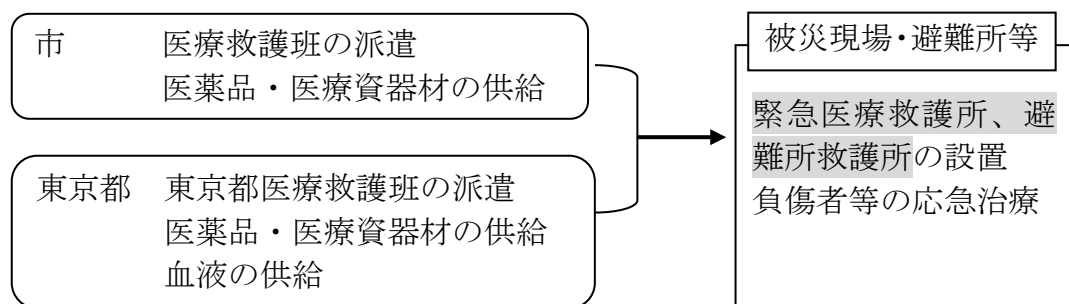 市 医療救護班の派遣
医薬品・医療資器材の供給
東京都 東京都医療救護班の派遣
医薬品・医療資器材の供給
血液の供給
被災現場・避難所等
緊急医療救護所、避
難所救護所の設置
負傷者等の応急治療